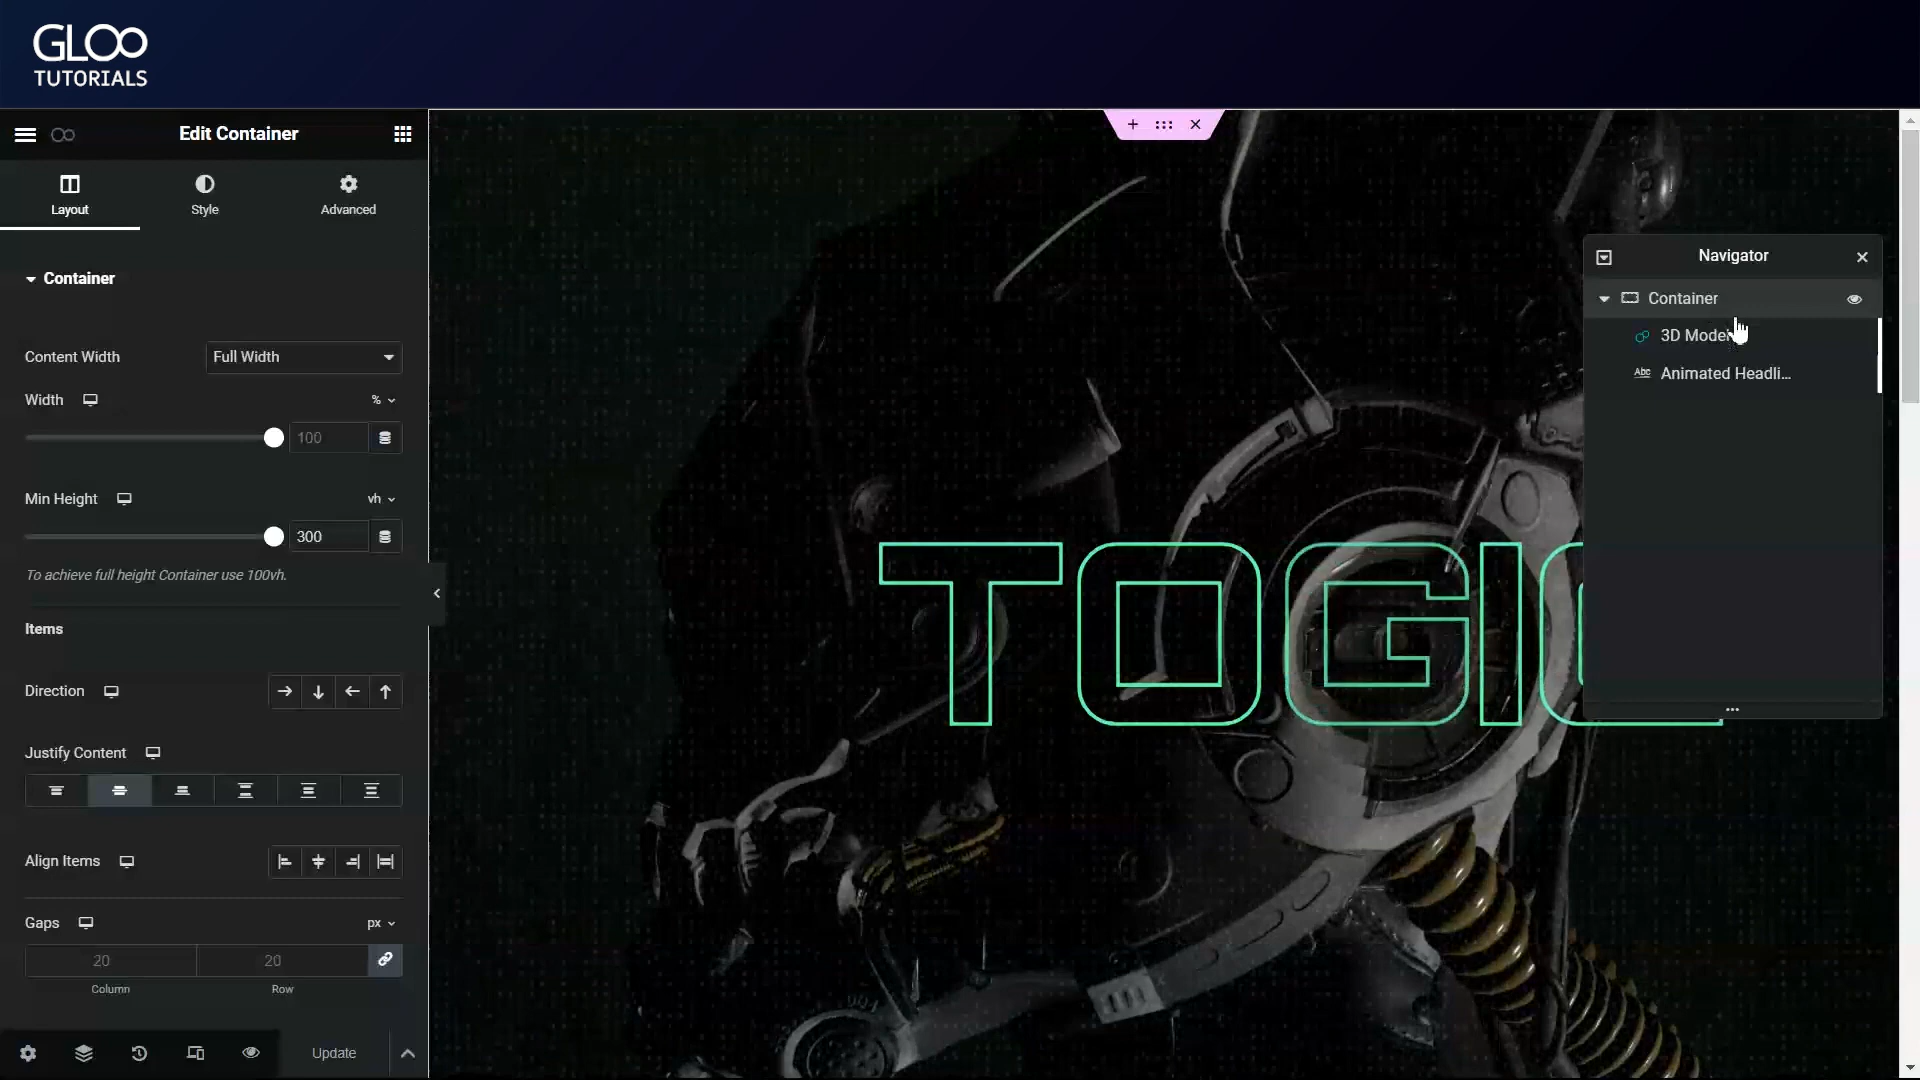 GLOO
TUTORIALS
Edit Container
Layout
Style
Advanced
Container
Content Width
Full Width
Width
%
100
Min Height
vh
300
To achieve full height Container use 100vh.
Items
Direction
Justify Content
Align Items
Gaps
px
20
20
Column
Row
Update
Navigator
Container
3D Model
Abc
Animated Headli...
TOGI